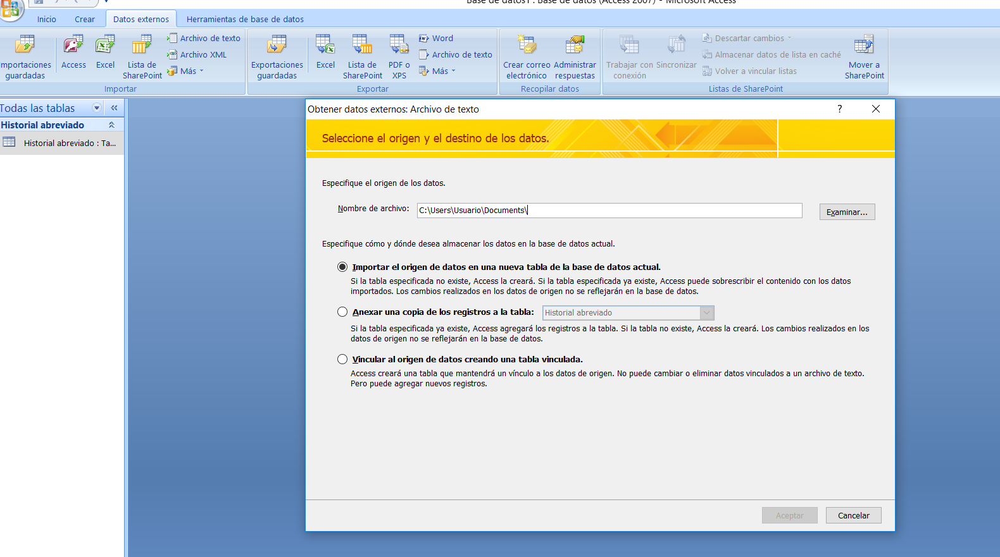 Base de datos1 : Base de datos (Access 2007) - Microsoft Access
Inicio Crear Datos externos Herramientas de base de datos
Importaciones guardadas
Access
Excel
Lista de SharePoint
Archivo de texto
Archivo XML
Más
Importar
Exportaciones guardadas
Excel
Lista de SharePoint
PDF o XPS
Word
Archivo de texto
Más
Exportar
Crear correo electrónico
Administrar respuestas
Recopilar datos
Trabajar con conexión
Sincronizar
Descartar cambios
Almacenar datos de lista en caché
Volver a vincular listas
Mover a SharePoint
Listas de SharePoint
Todas las tablas
Historial abreviado
Historial abreviado : Ta...
Obtener datos externos: Archivo de texto
Seleccione el origen y el destino de los datos.
Especifique el origen de los datos.
Nombre de archivo: C:\Users\Usuario\Documents\ Examinar...
Especifique cómo y dónde desea almacenar los datos en la base de datos actual.
Importar el origen de datos en una nueva tabla de la base de datos actual.
Si la tabla especificada no existe, Access la creará. Si la tabla especificada ya existe, Access puede sobrescribir el contenido con los datos
importados. Los cambios realizados en los datos de origen no se reflejarán en la base de datos.
Anexar una copia de los registros a la tabla: Historial abreviado
Si la tabla especificada ya existe, Access agregará los registros a la tabla. Si la tabla no existe, Access la creará. Los cambios realizados en los
datos de origen no se reflejarán en la base de datos.
Vincular al origen de datos creando una tabla vinculada.
Access creará una tabla que mantendrá un vínculo a los datos de origen. No puede cambiar o eliminar datos vinculados a un archivo de texto.
Pero puede agregar nuevos registros.
Aceptar Cancelar